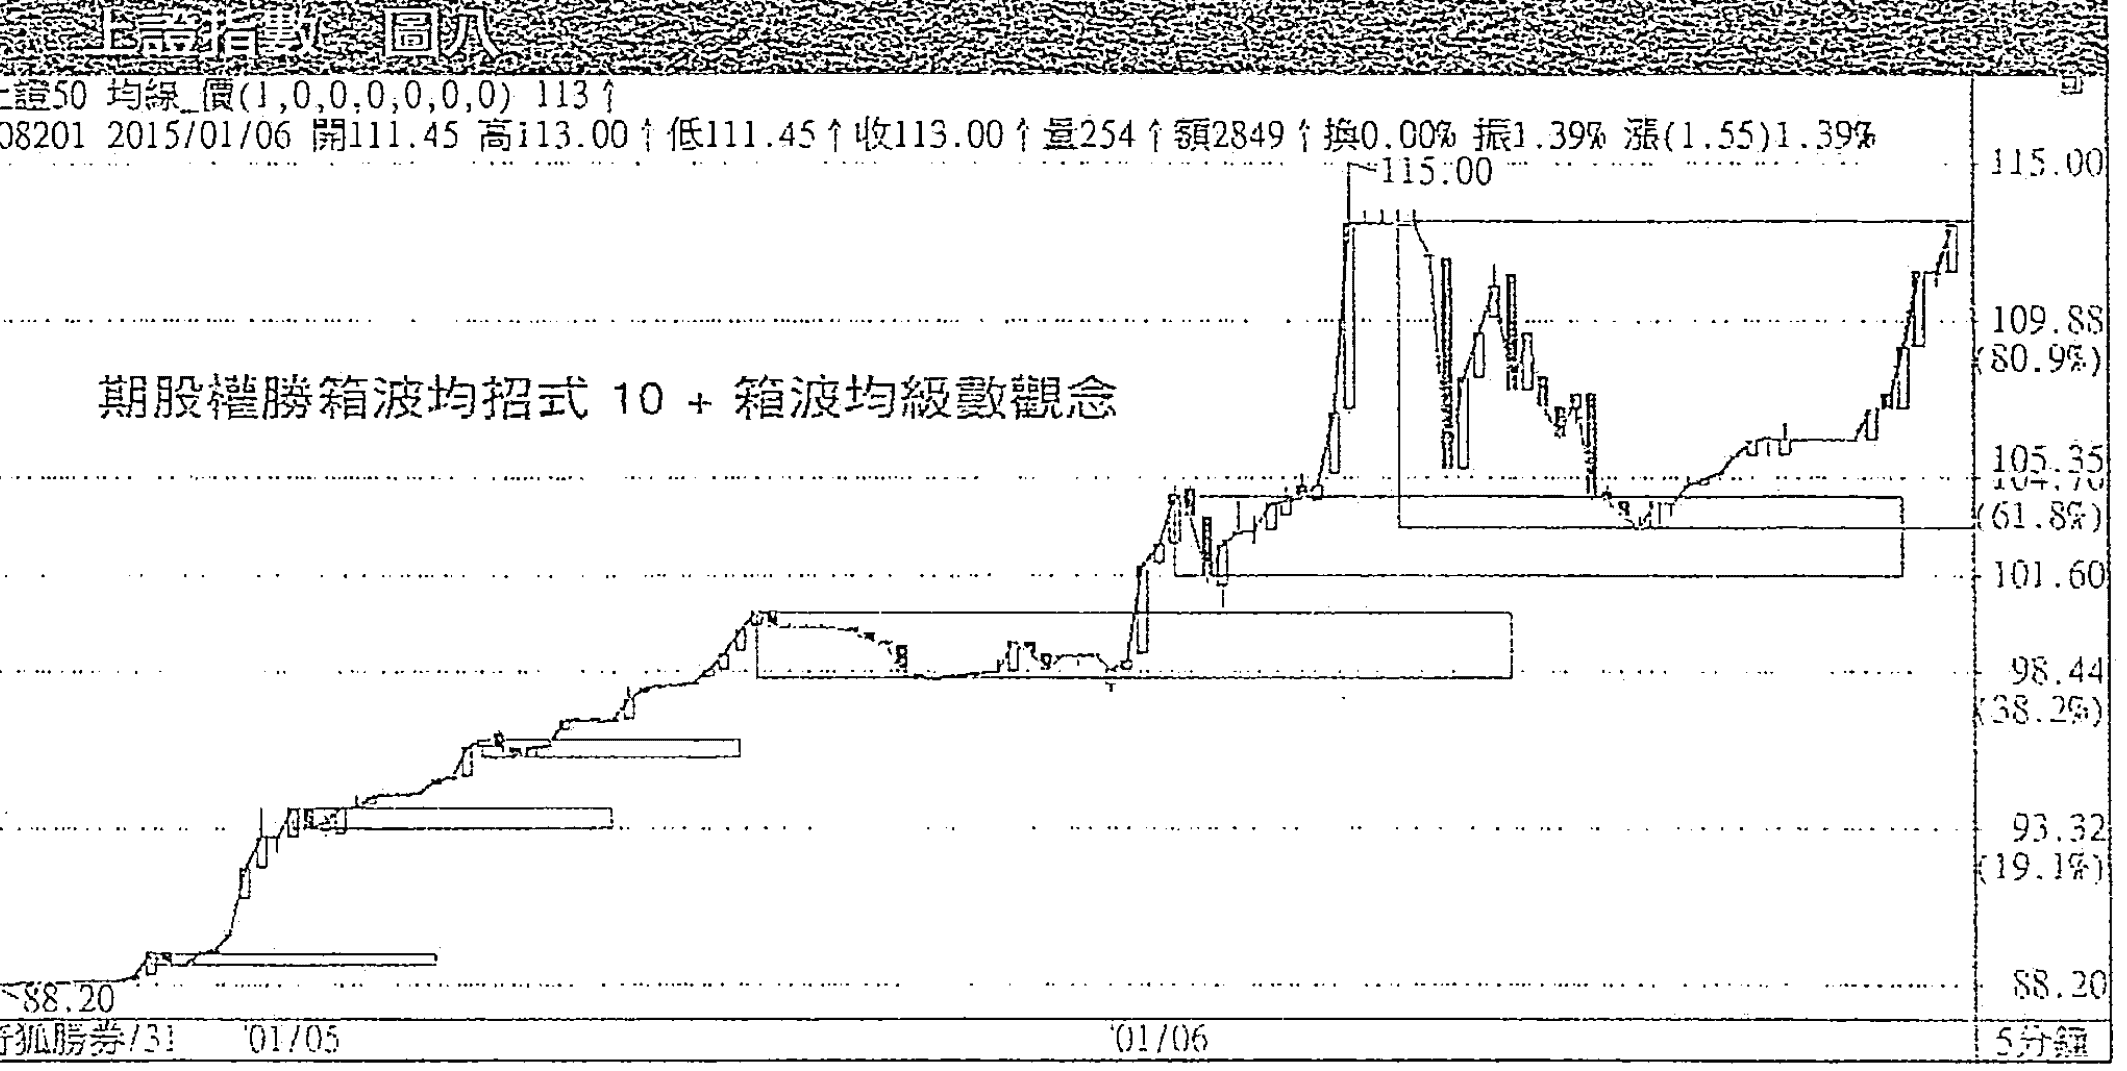 上證指數 圖八
上證50 均線_價(1,0,0,0,0,0,0) 113↑
08201 2015/01/06 開111.45 高113.00↑低111.45↑收113.00↑量254↑額2849↑換0.00% 振1.39% 漲(1.55)1.39%
115.00
115.00
109.88
(80.9%)
期股權勝箱波均招式 10 + 箱波均級數觀念
105.35
(61.8%)
101.60
98.44
(38.2%)
93.32
(19.1%)
88.20
88.20
狐勝券/31 '01/05 '01/06 5分鐘